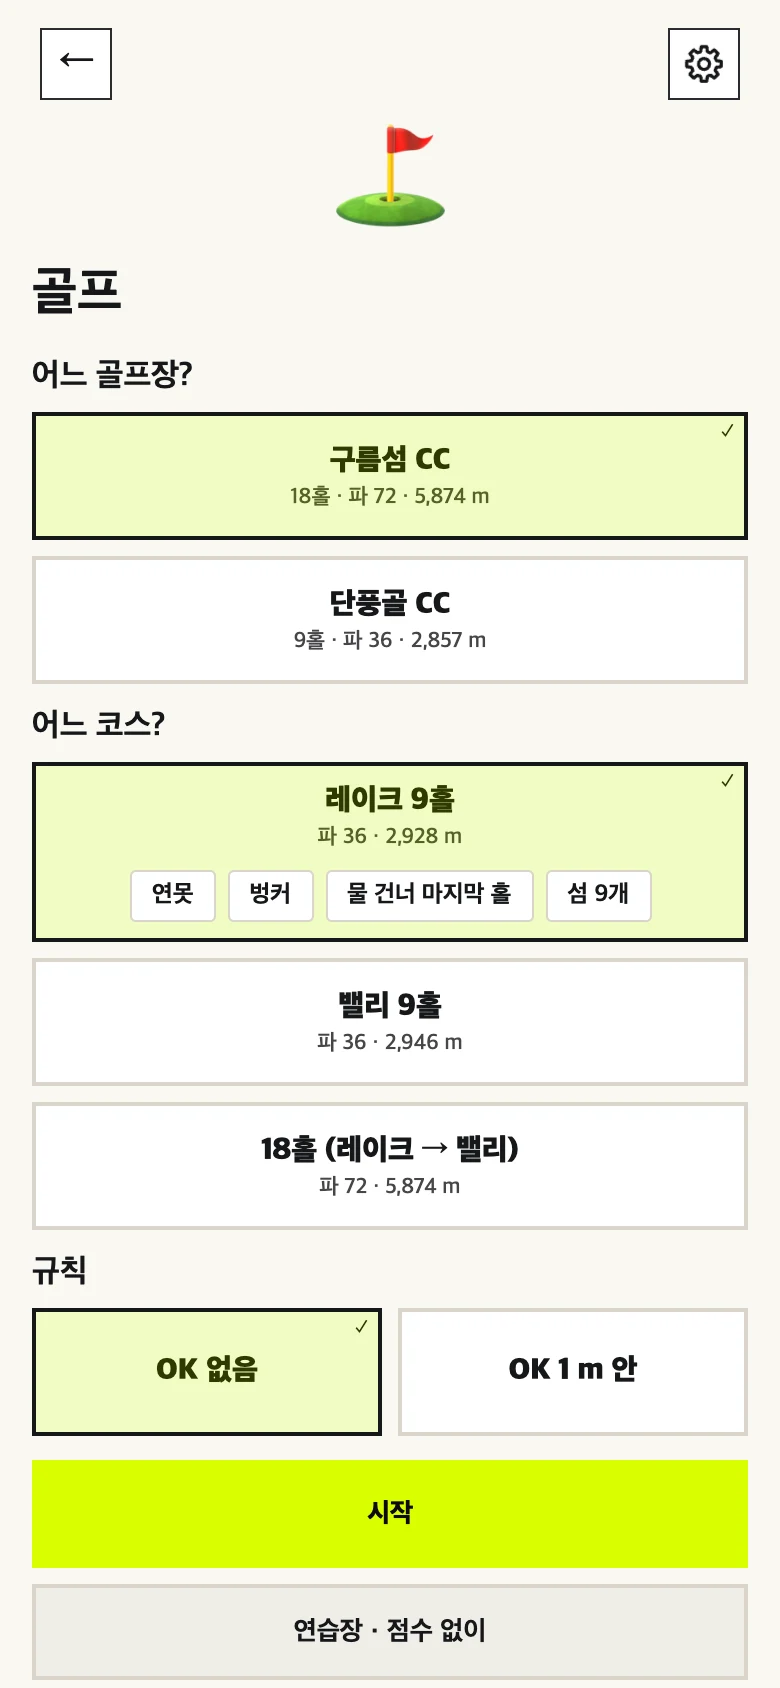 ←
골프
어느 골프장?
✓
구름섬 CC
18홀 · 파 72 · 5,874 m
단풍골 CC
9홀 · 파 36 · 2,857 m
어느 코스?
✓
레이크 9홀
파 36 · 2,928 m
연못 벙커 물 건너 마지막 홀 섬 9개
밸리 9홀
파 36 · 2,946 m
18홀 (레이크 → 밸리)
파 72 · 5,874 m
규칙
✓
OK 없음 OK 1 m 안
시작
연습장 · 점수 없이